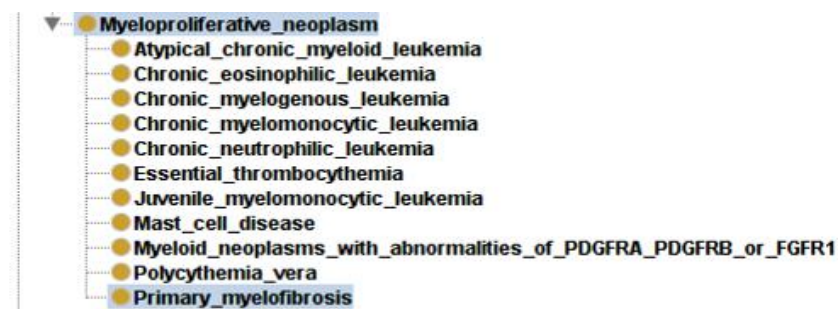 Myeloproliferative_neoplasm
Atypical_chronic_myeloid_leukemia
Chronic_eosinophilic_leukemia
Chronic_myelogenous_leukemia
Chronic_myelomonocytic_leukemia
Chronic_neutrophilic_leukemia
Essential_thrombocythemia
Juvenile_myelomonocytic_leukemia
Mast_cell_disease
Myeloid_neoplasms_with_abnormalities_of_PDGFRA_PDGFRB_or_FGFR1
Polycythemia_vera
Primary_myelofibrosis